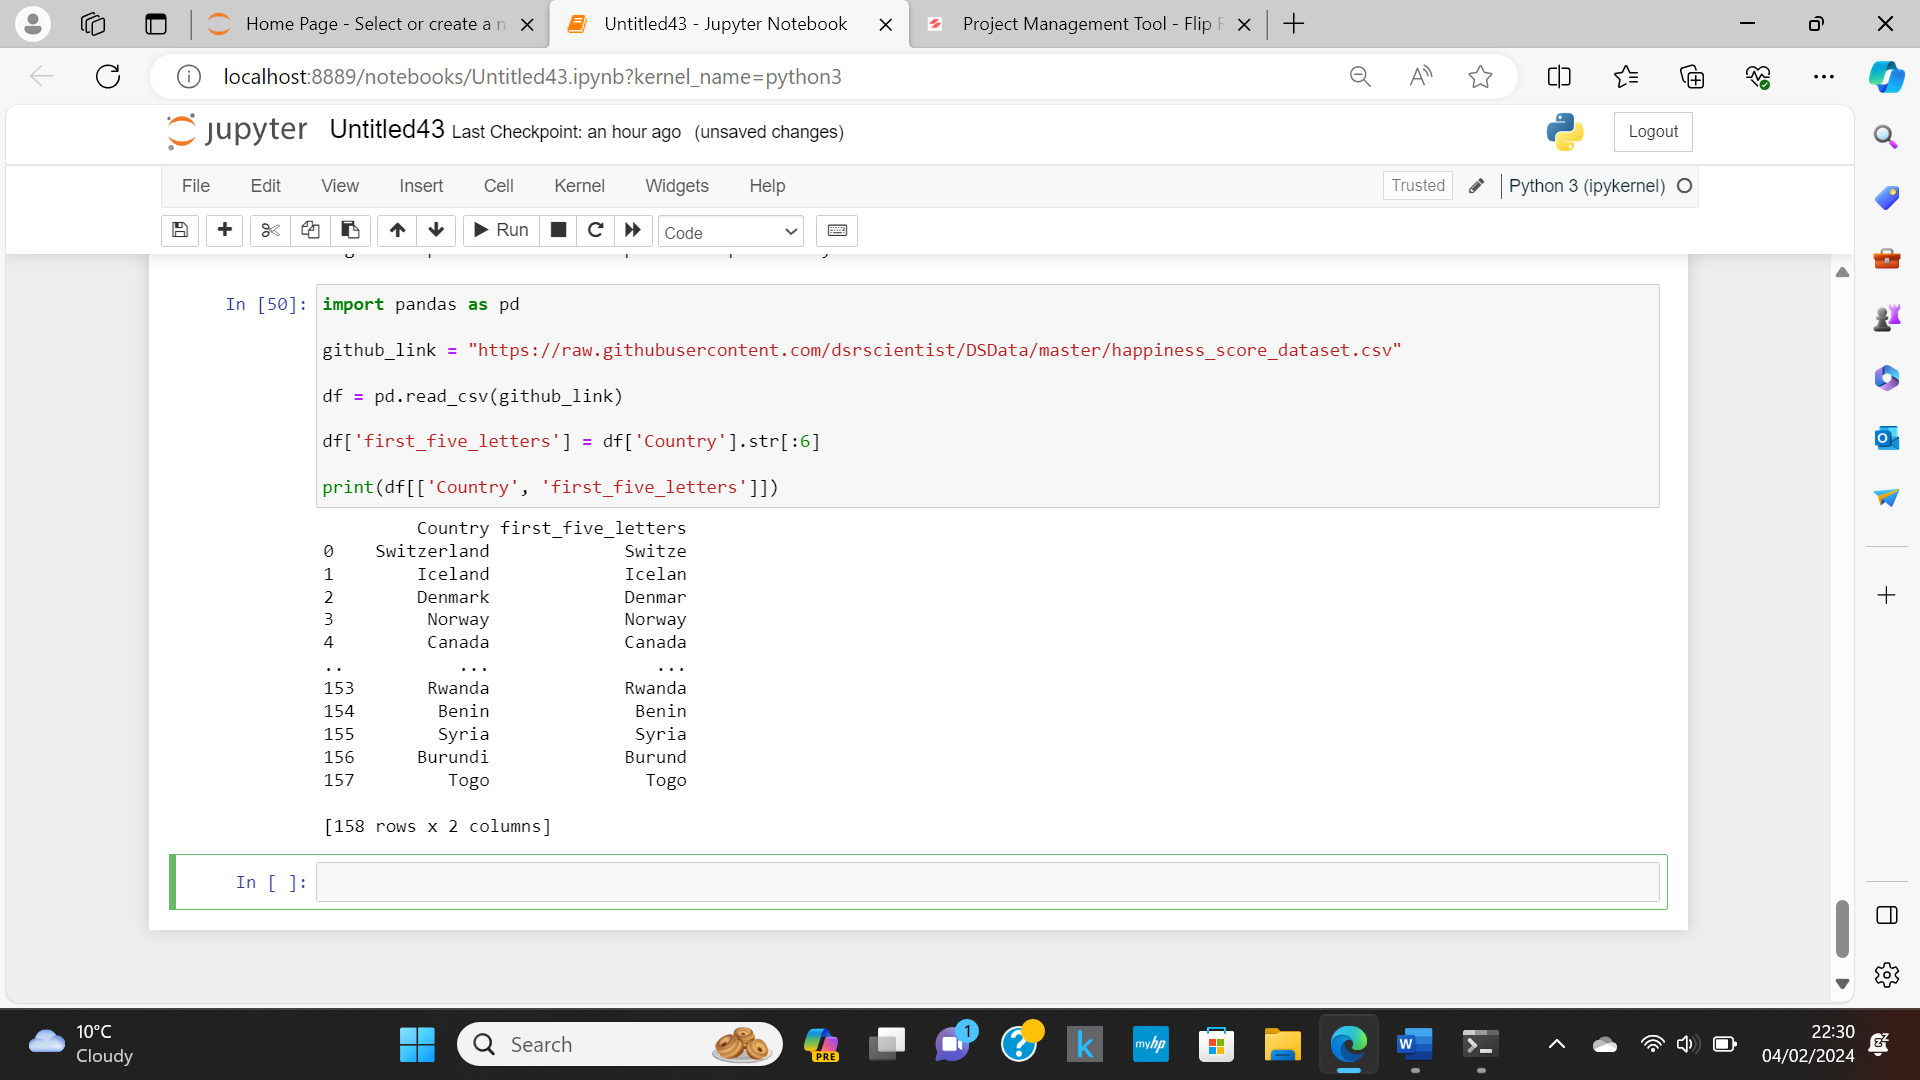 Home Page - Select or create a n
Untitled43 - Jupyter Notebook
Project Management Tool - Flip
localhost:8889/notebooks/Untitled43.ipynb?kernel_name=python3
jupyter Untitled43 Last Checkpoint: an hour ago (unsaved changes)
Logout
File Edit View Insert Cell Kernel Widgets Help
Trusted
Python 3 (ipykernel)
Run
Code
In [50]: import pandas as pd
github_link = "https://raw.githubusercontent.com/dsrscientist/DSData/master/happiness_score_dataset.csv"
df = pd.read_csv(github_link)
df['first_five_letters'] = df['Country'].str[:6]
print(df[['Country', 'first_five_letters']])
Country first_five_letters
0 Switzerland Switze
1 Iceland Icelan
2 Denmark Denmar
3 Norway Norway
4 Canada Canada
.. ... ...
153 Rwanda Rwanda
154 Benin Benin
155 Syria Syria
156 Burundi Burund
157 Togo Togo
[158 rows x 2 columns]
In [ ]:
10°C
Cloudy
Search
PRE
1
k
myhp
W
22:30
04/02/2024